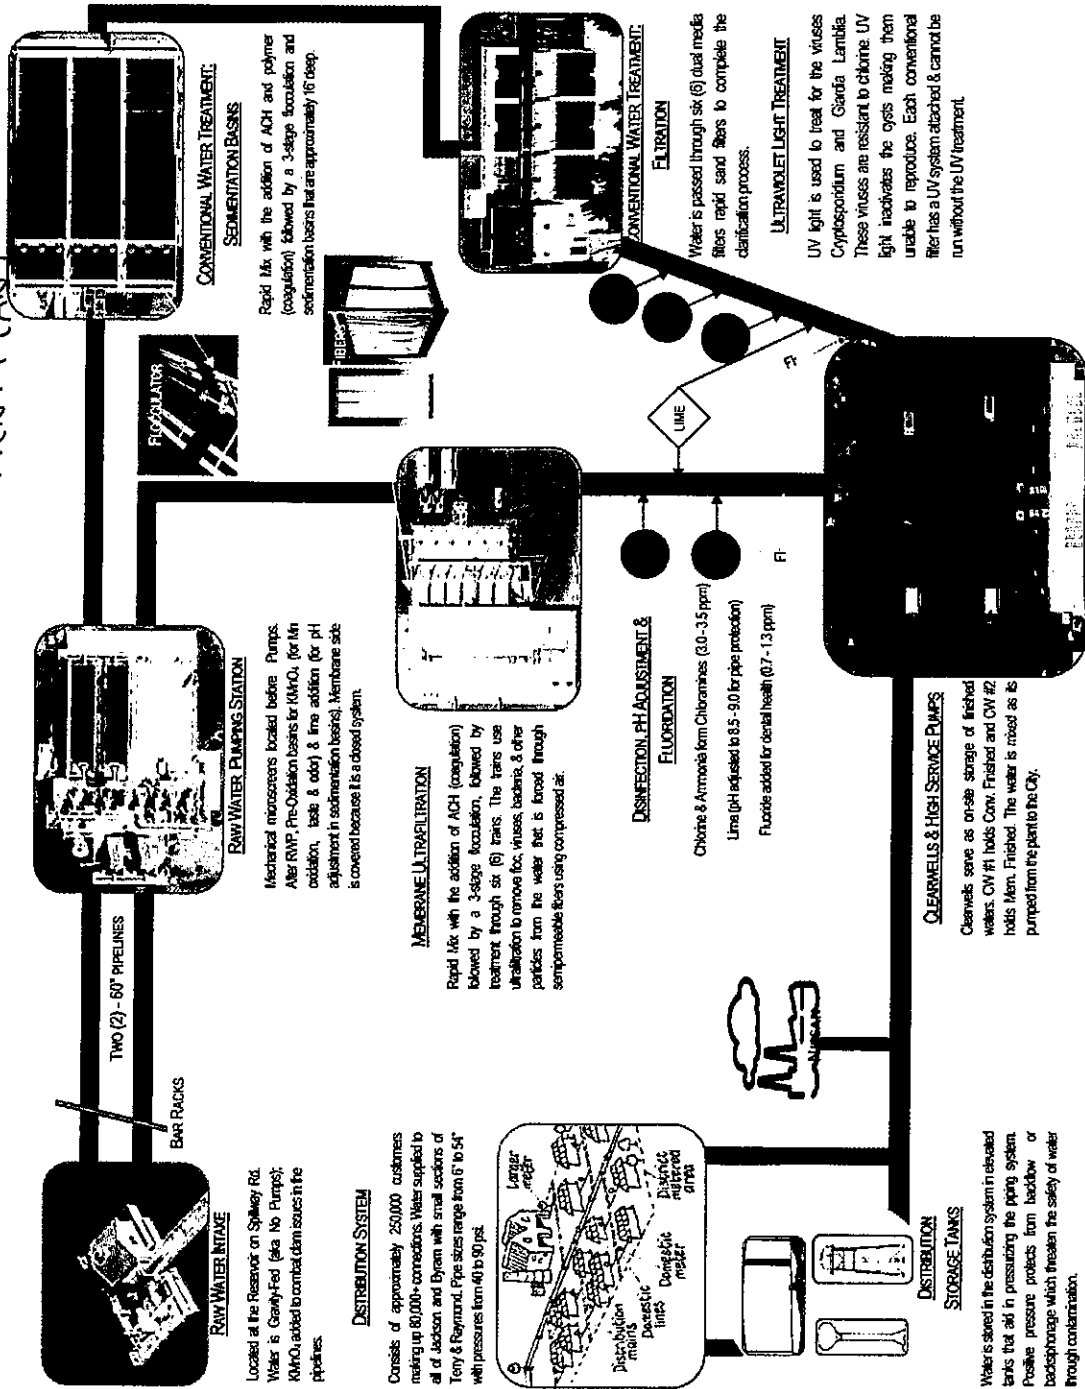 RAW WATER INTAKE
Located at the Reservoir on Spillway Rd.
Water is Gravity-Fed (aka No Pumps);
KMnO₄ added to combat clam issues in the
pipelines.
BAR RACKS
TWO (2) - 60" PIPELINES
RAW WATER PUMPING STATION
Mechanical microscreens located before Pumps.
After RWP, Pre-Oxidation basins for KMnO₄ (for Mn
oxidation, taste & odor) & lime addition (for pH
adjustment in sedimentation basins). Membrane side
is covered because it is a closed system.
FLOCCULATOR
CONVENTIONAL WATER TREATMENT:
SEDIMENTATION BASINS
Rapid Mix with the addition of ACH and polymer
(coagulation) followed by a 3-stage flocculation and
sedimentation basins that are approximately 16' deep.
FIBERS
MEMBRANE ULTRAFILTRATION
Rapid Mix with the addition of ACH (coagulation)
followed by a 3-stage flocculation, followed by
treatment through six (6) trains. The trains use
ultrafiltration to remove floc, viruses, bacteria, & other
particles from the water that is forced through
semipermeable fibers using compressed air.
CONVENTIONAL WATER TREATMENT:
FILTRATION
Water is passed through six (6) dual media
filters rapid sand filters to complete the
clarification process.
ULTRAVIOLET LIGHT TREATMENT
UV light is used to treat for the viruses
Cryptosporidium and Giardia Lamblia.
These viruses are resistant to chlorine. UV
light inactivates the cysts making them
unable to reproduce. Each conventional
filter has a UV system attached & cannot be
run without the UV treatment.
LIME
Fl-
Fl-
DISINFECTION, PH ADJUSTMENT &
FLUORIDATION
Chlorine & Ammonia form Chloramines (3.0 - 3.5 ppm)
Lime (pH adjusted to 8.5 - 9.0 for pipe protection)
Fluoride added for dental health (0.7 - 1.3 ppm)
DISTRIBUTION SYSTEM
Consists of approximately 250,000 customers
making up 80,000+ connections. Water supplied to
all of Jackson and Byram with small sections of
Terry & Raymond. Pipe sizes range from 6" to 54"
with pressures from 40 to 90 psi.
Larger meter
Distribution mains
Domestic lines
Domestic meter
District metered area
NISSAN
CLEARWELLS & HIGH SERVICE PUMPS
Clearwells serve as on-site storage of finished
waters. CW #1 holds Conv. Finished and CW #2
holds Mem. Finished. The water is mixed as its
pumped from the plant to the City.
DISTRIBUTION
STORAGE TANKS
Water is stored in the distribution system in elevated
tanks that aid in pressurizing the piping system.
Positive pressure protects from backflow or
backsiphonage which threaten the safety of water
through contamination.